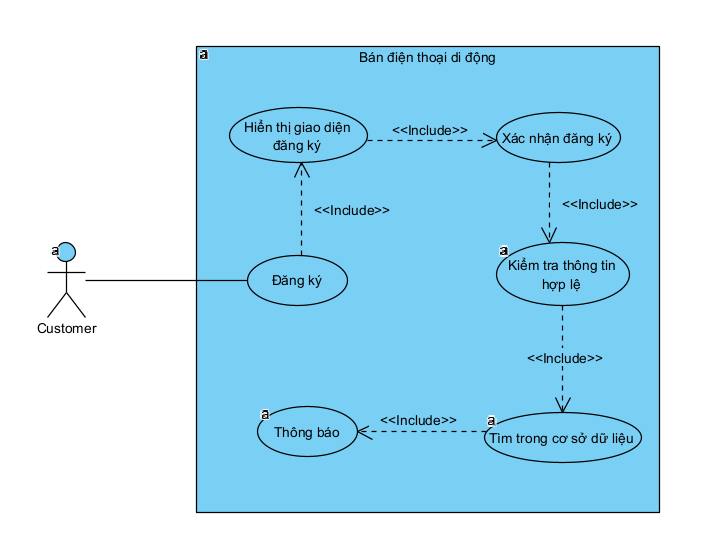 a
Bán điện thoại di động
Hiển thị giao diện
đăng ký
<<Include>>
Xác nhận đăng ký
<<Include>>
<<Include>>
a
Customer
Đăng ký
a
Kiểm tra thông tin
hợp lệ
<<Include>>
a
Thông báo
<<Include>>
a
Tìm trong cơ sở dữ liệu